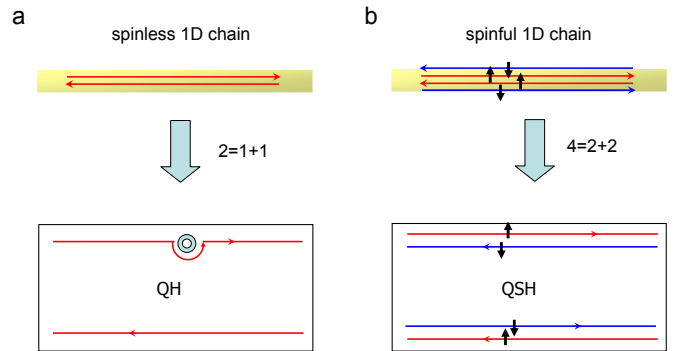 a
spinless 1D chain
2=1+1
QH
b
spinful 1D chain
4=2+2
QSH